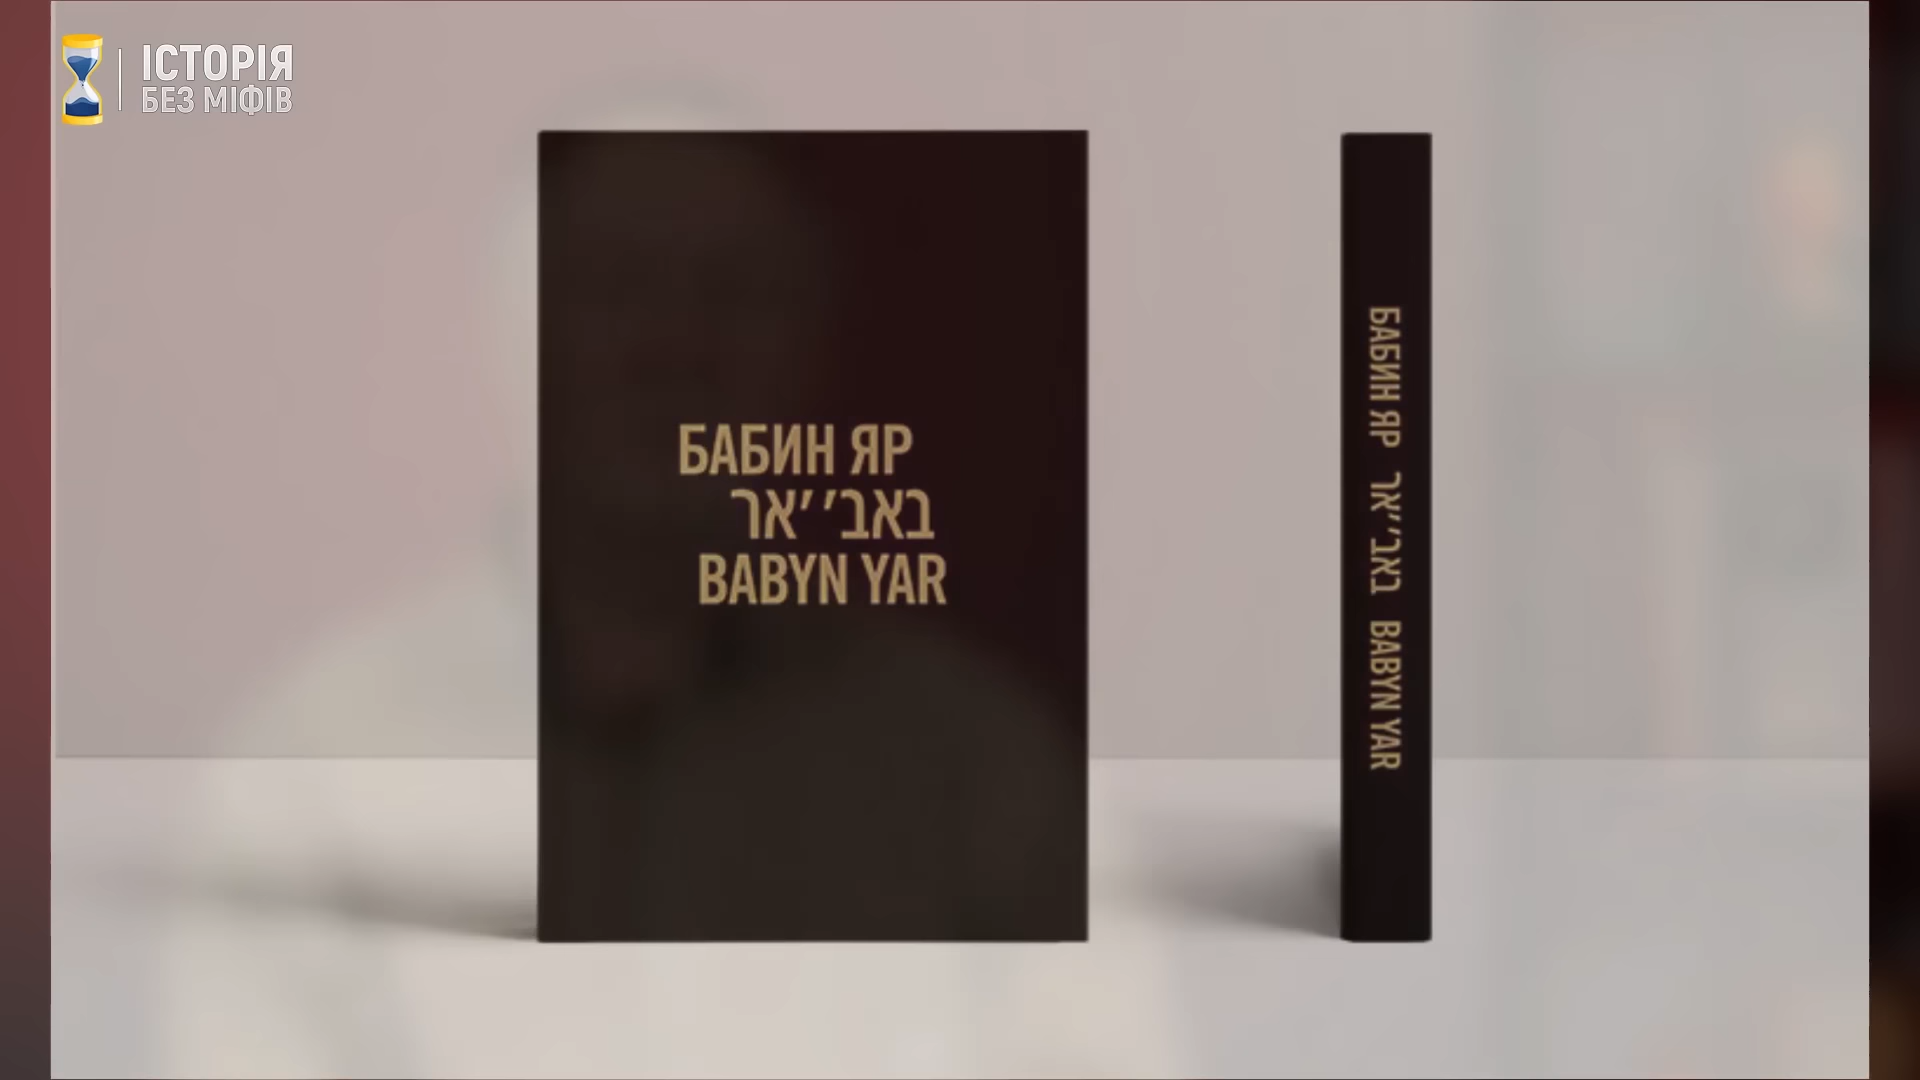 ІСТОРІЯ
БЕЗ МІФІВ
БАБИН ЯР
באב׳׳אר
BABYN YAR
БАБИН ЯР באב׳׳אר BABYN YAR